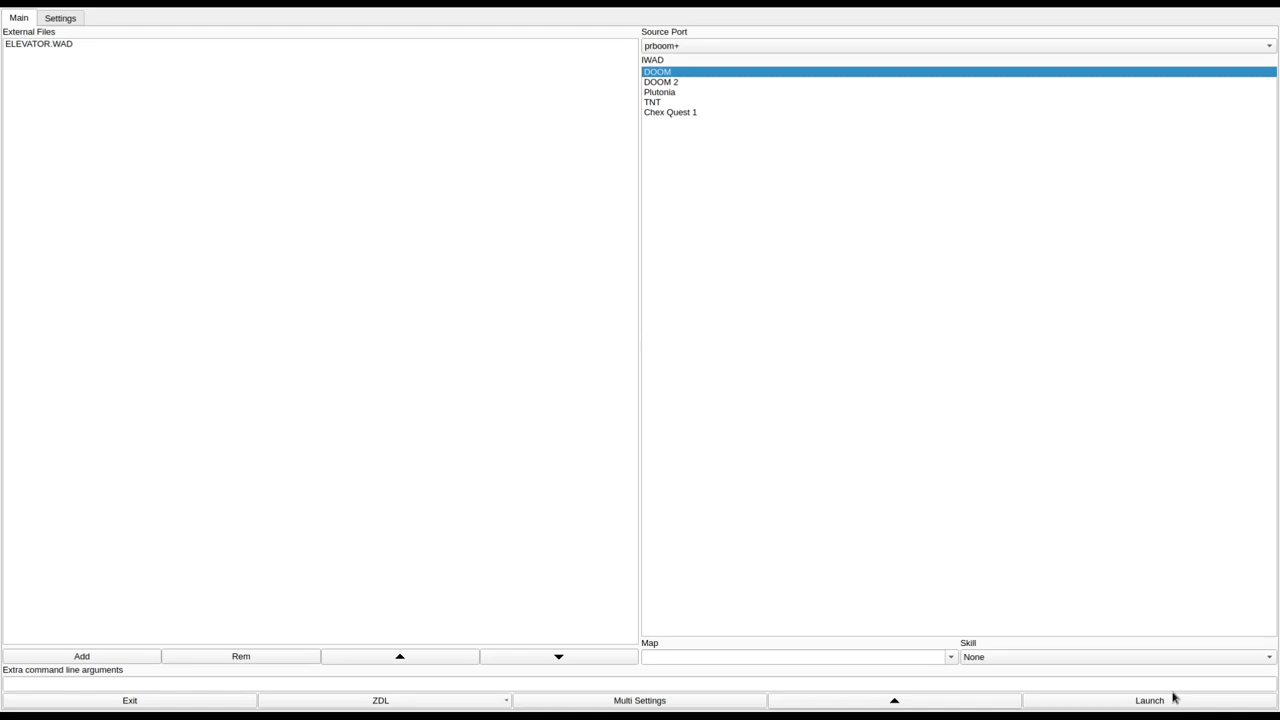 Main Settings
External Files
ELEVATOR.WAD
Source Port
prboom+
IWAD
DOOM
DOOM 2
Plutonia
TNT
Chex Quest 1
Add Rem
Map Skill
None
Extra command line arguments
Exit ZDL Multi Settings Launch